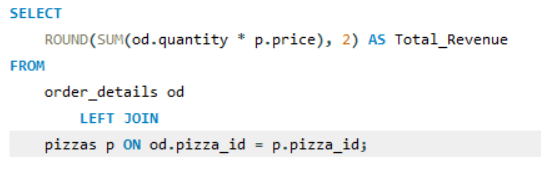 SELECT
    ROUND(SUM(od.quantity * p.price), 2) AS Total_Revenue
FROM
    order_details od
        LEFT JOIN
    pizzas p ON od.pizza_id = p.pizza_id;